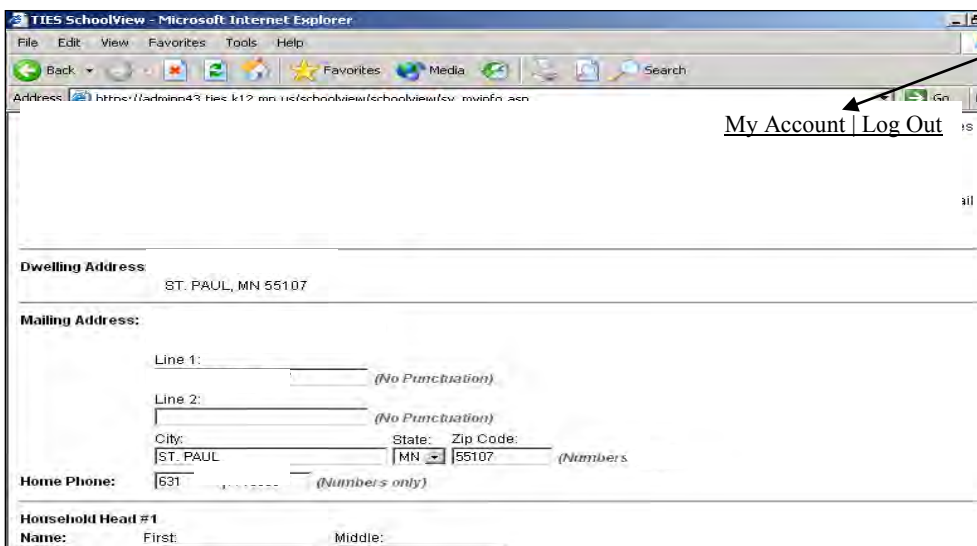 TIES SchoolView - Microsoft Internet Explorer
File Edit View Favorites Tools Help
Back Favorites Media Search
Address https://adminn43.ties.k12.mn.us/schoolview/schoolview/sv_myinfo.asp Go
My Account | Log Out
es
ail
Dwelling Address
ST. PAUL, MN 55107
Mailing Address:
Line 1:
(No Punctuation)
Line 2:
(No Punctuation)
City: State: Zip Code:
ST. PAUL MN 55107 (Numbers
Home Phone: 631 (Numbers only)
Household Head #1
Name: First: Middle: